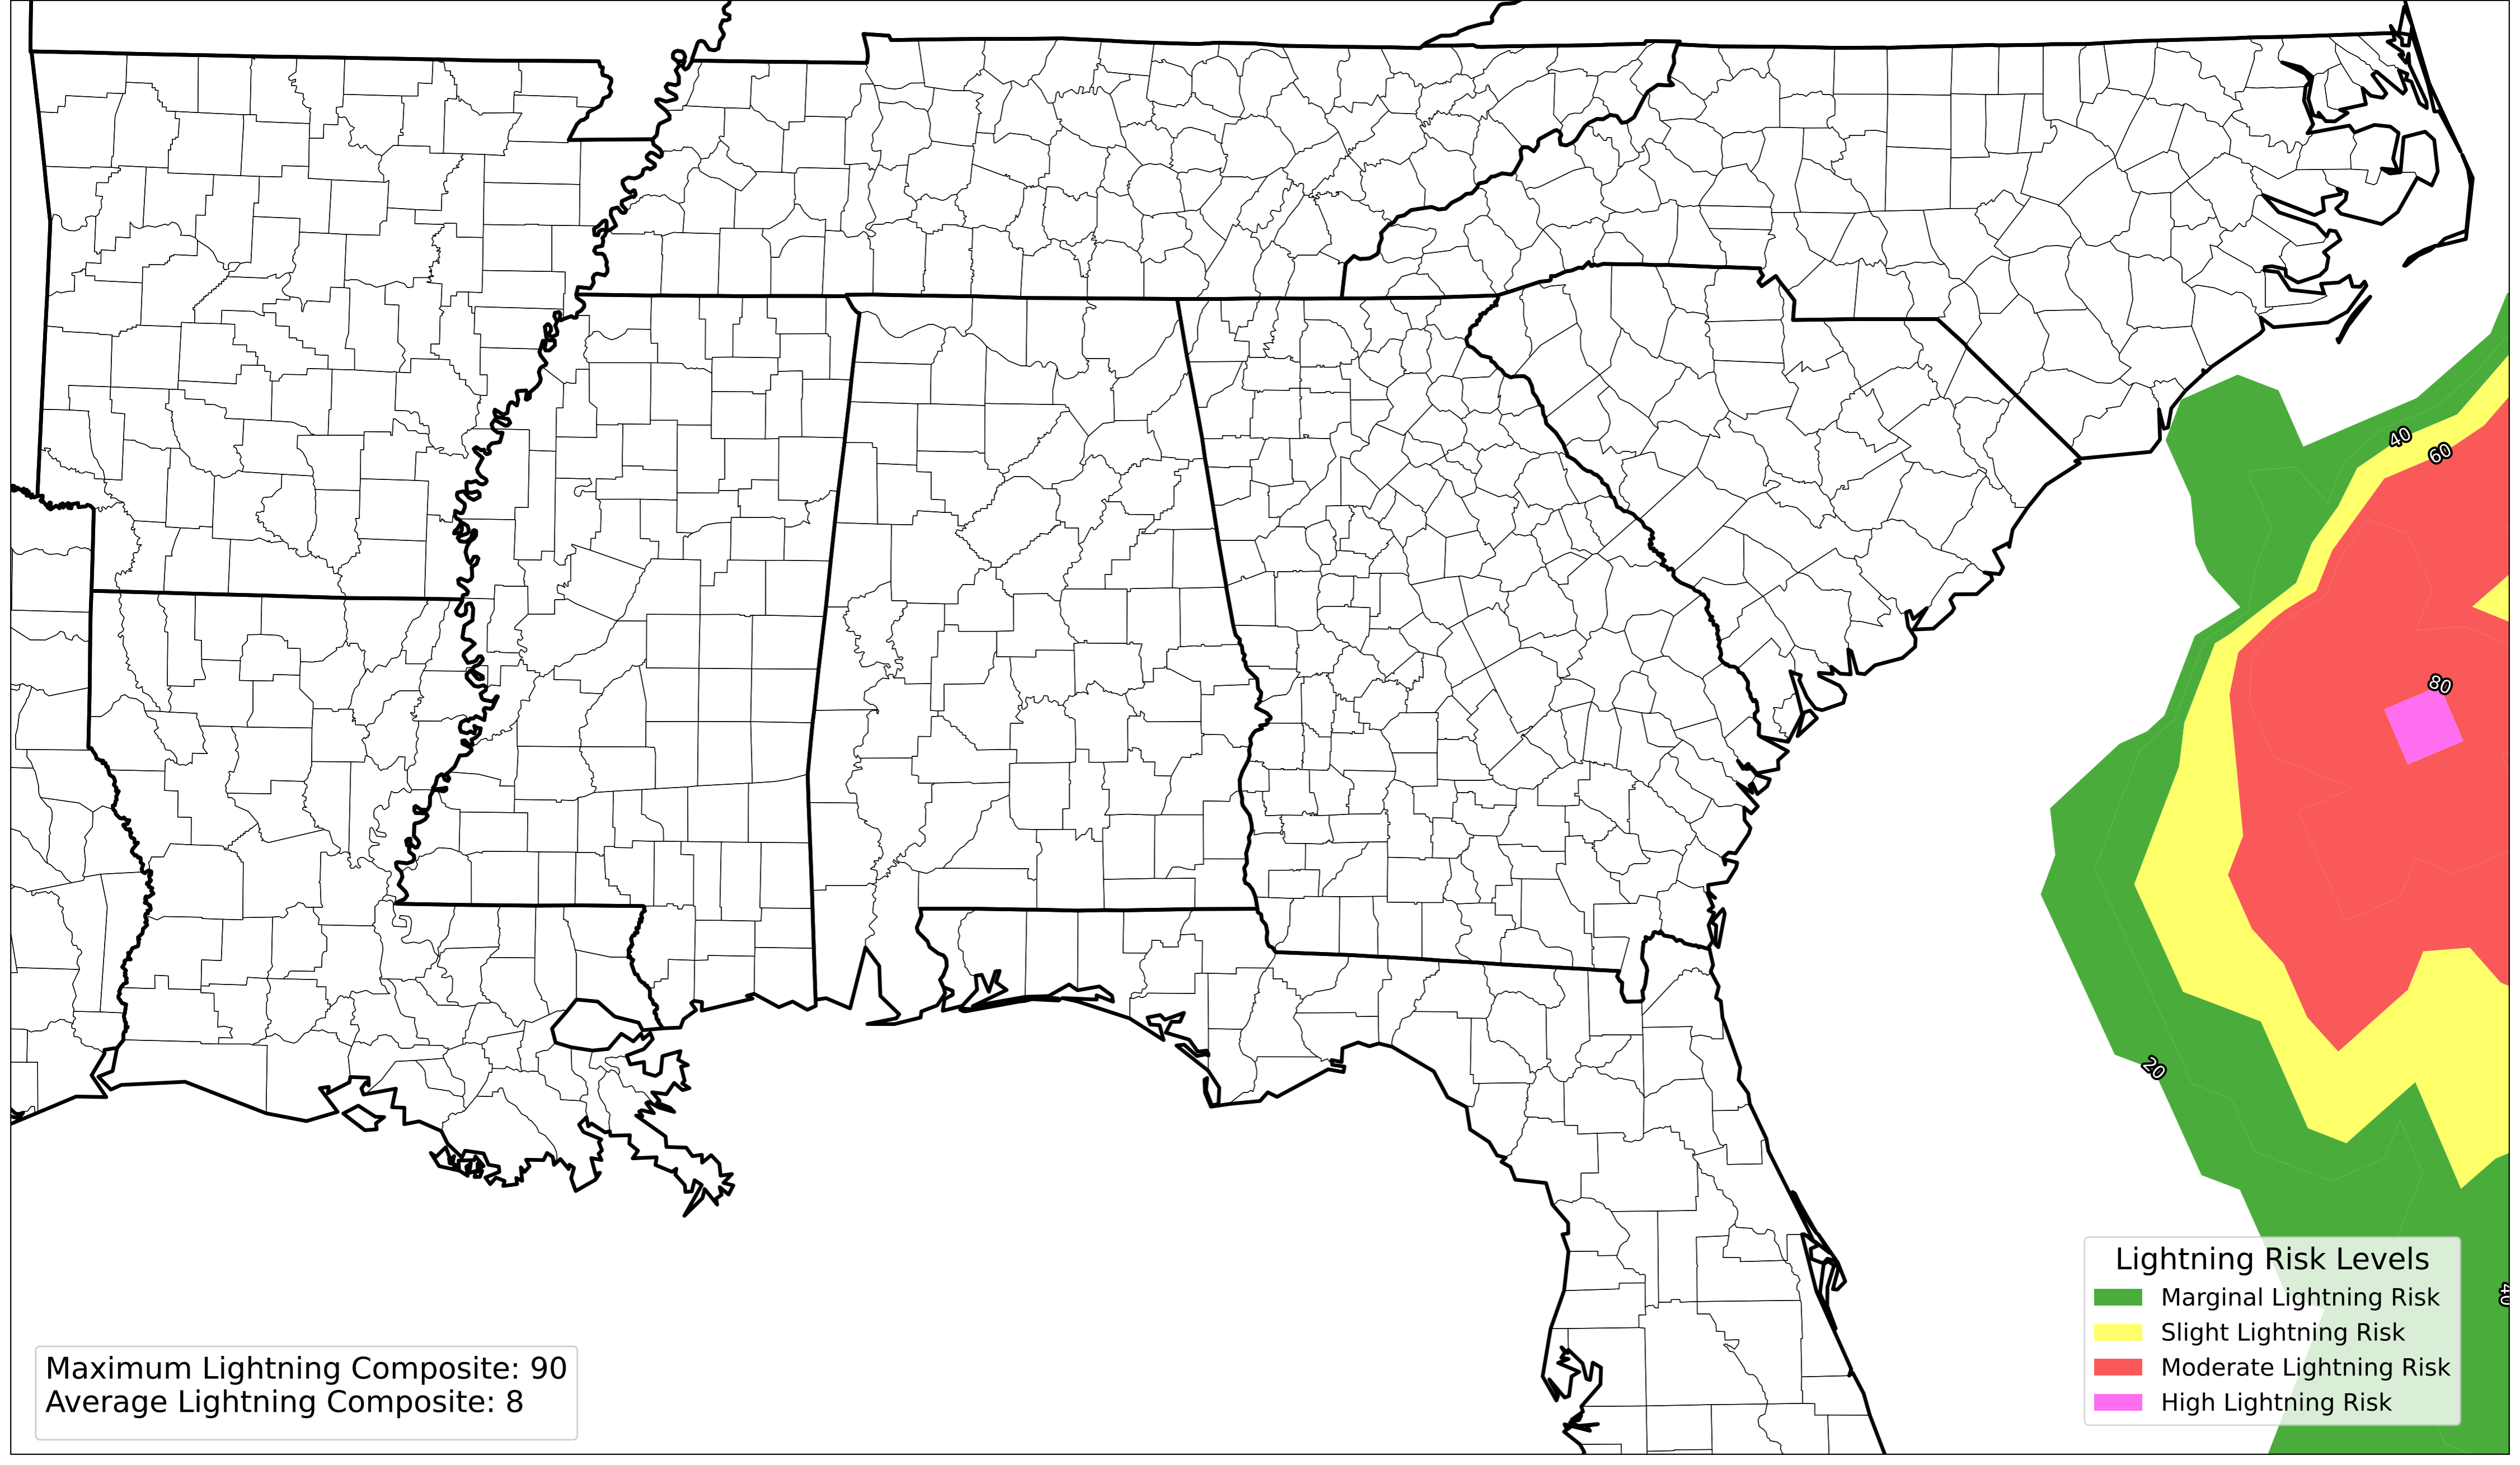 40
60
80
20
40
Lightning Risk Levels
Marginal Lightning Risk
Slight Lightning Risk
Moderate Lightning Risk
High Lightning Risk
Maximum Lightning Composite: 90
Average Lightning Composite: 8